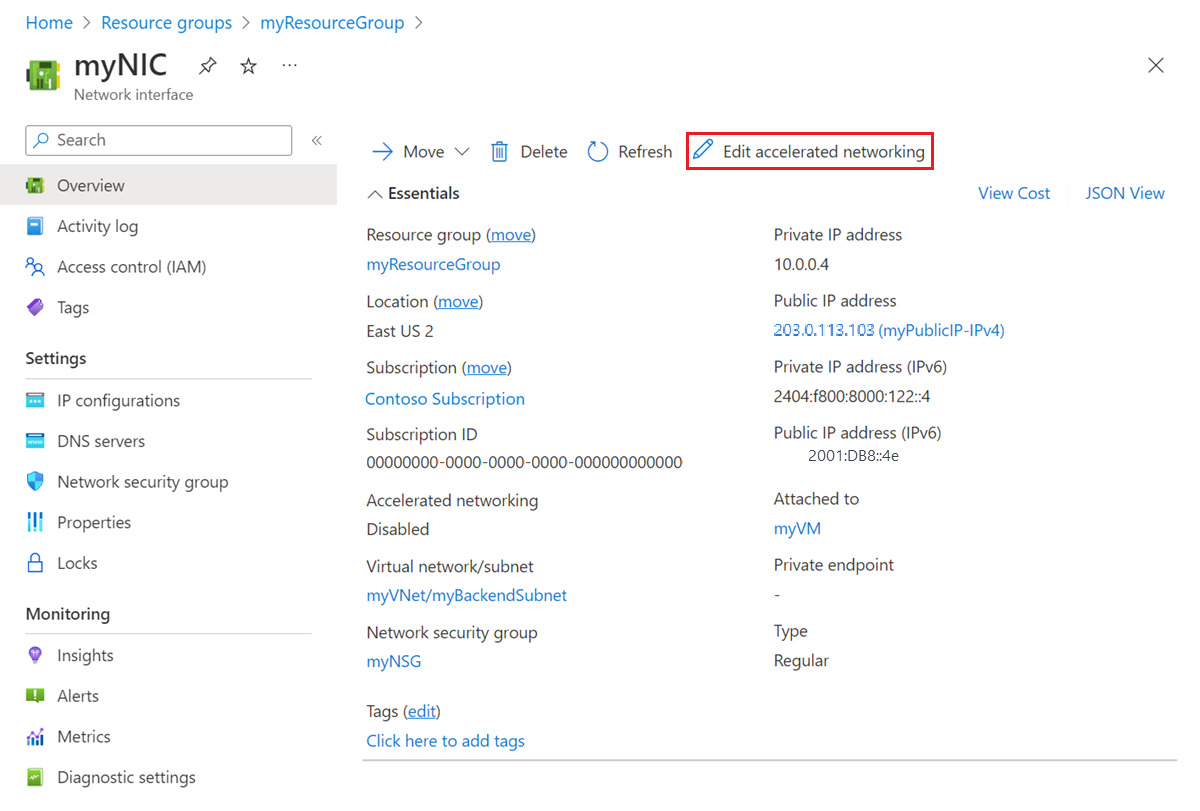 Home > Resource groups > myResourceGroup >
myNIC
Network interface
Search
«
Overview
Activity log
Access control (IAM)
Tags
Settings
IP configurations
DNS servers
Network security group
Properties
Locks
Monitoring
Insights
Alerts
Metrics
Diagnostic settings
Move Delete Refresh Edit accelerated networking
Essentials View Cost JSON View
Resource group (move)
myResourceGroup
Location (move)
East US 2
Subscription (move)
Contoso Subscription
Subscription ID
00000000-0000-0000-0000-000000000000
Accelerated networking
Disabled
Virtual network/subnet
myVNet/myBackendSubnet
Network security group
myNSG
Tags (edit)
Click here to add tags
Private IP address
10.0.0.4
Public IP address
203.0.113.103 (myPublicIP-IPv4)
Private IP address (IPv6)
2404:f800:8000:122::4
Public IP address (IPv6)
2001:DB8::4e
Attached to
myVM
Private endpoint
-
Type
Regular